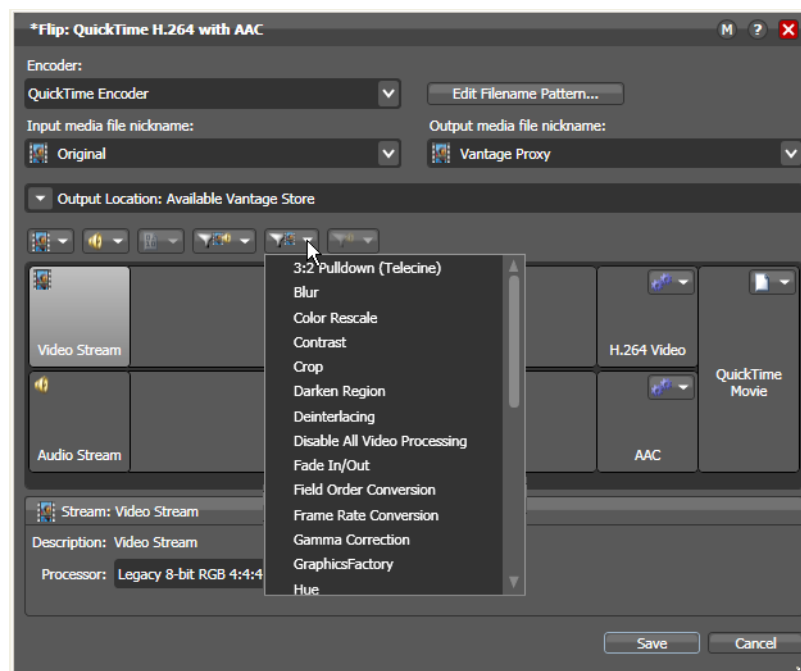 *Flip: QuickTime H.264 with AAC
M ?
Encoder:
QuickTime Encoder
Edit Filename Pattern...
Input media file nickname:
Output media file nickname:
Original
Vantage Proxy
Output Location: Available Vantage Store
3:2 Pulldown (Telecine)
Blur
Color Rescale
Contrast
Crop
Darken Region
Deinterlacing
Disable All Video Processing
Fade In/Out
Field Order Conversion
Frame Rate Conversion
Gamma Correction
GraphicsFactory
Hue
Video Stream
H.264 Video
QuickTime
Movie
Audio Stream
AAC
Stream: Video Stream
Description: Video Stream
Processor: Legacy 8-bit RGB 4:4:4
Save
Cancel